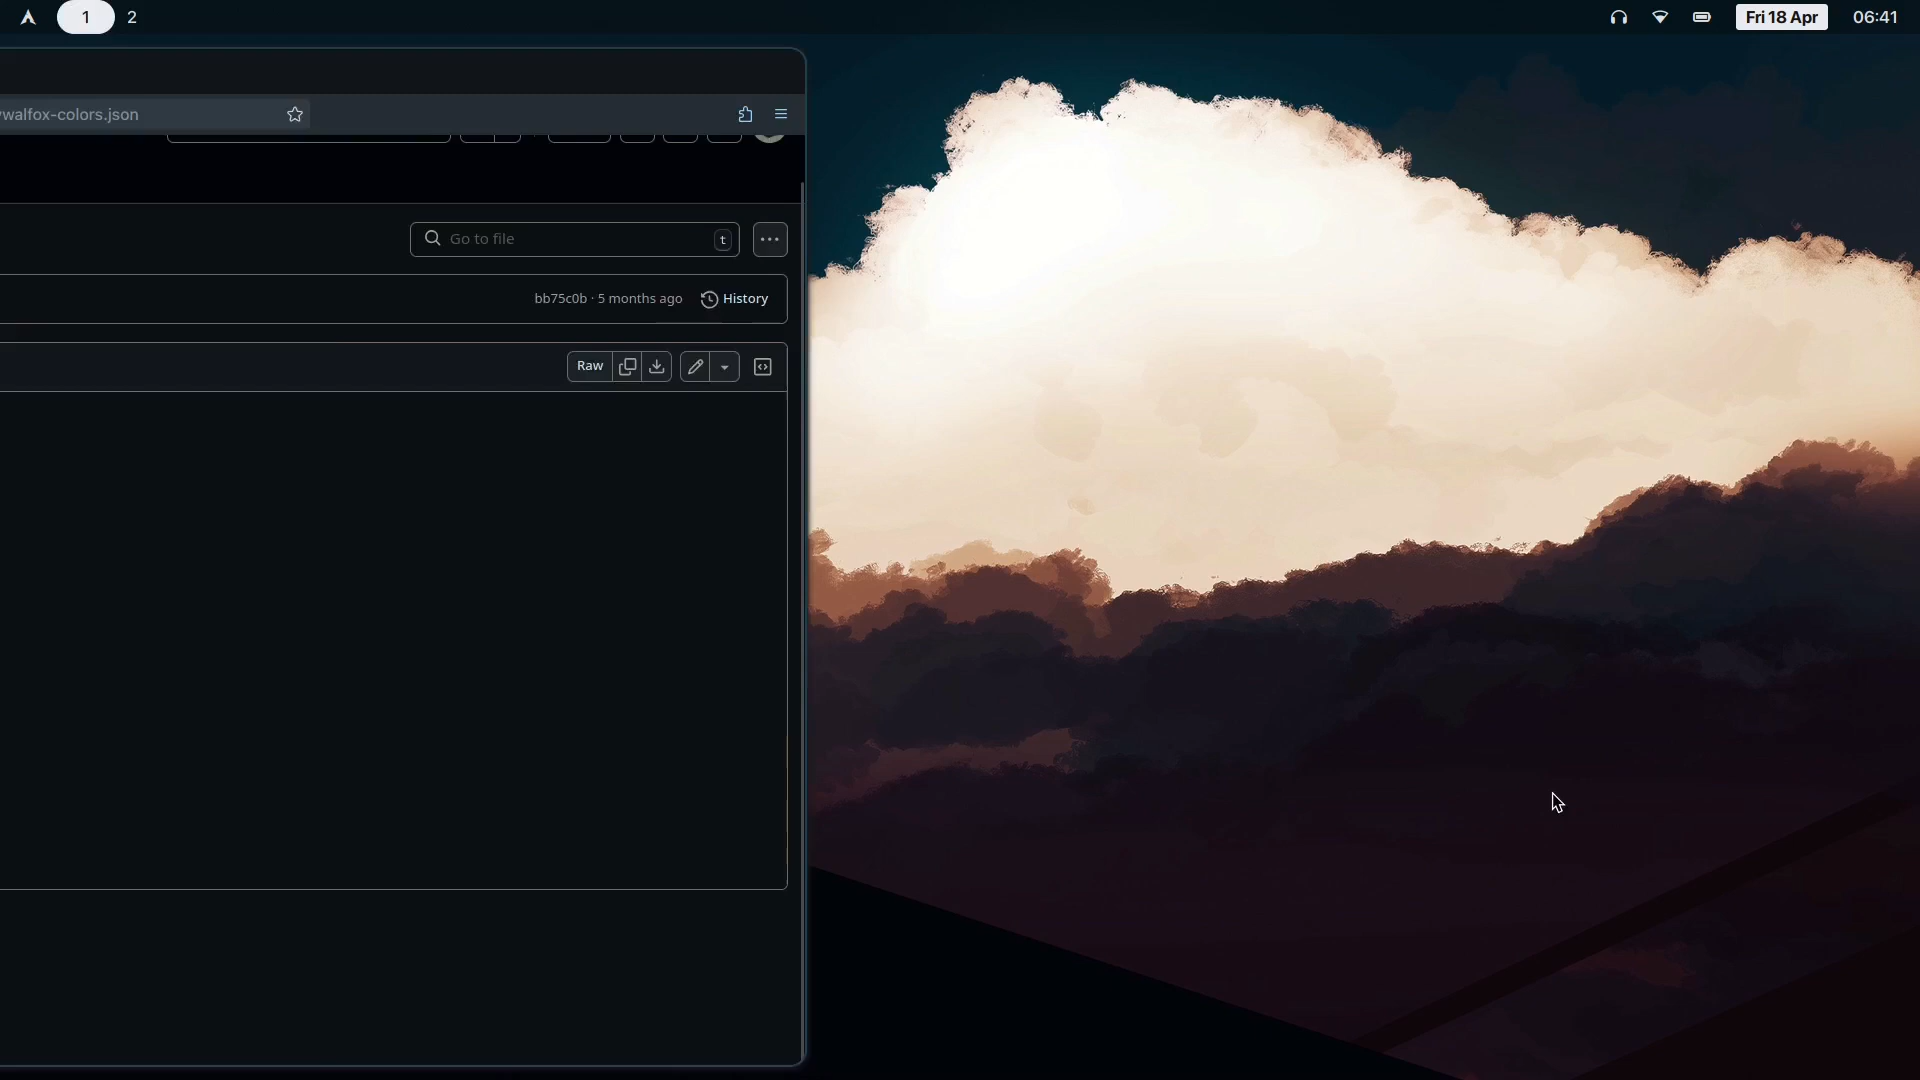 1 2 Fri 18 Apr 06:41
walfox-colors.json
Go to file t
bb75c0b · 5 months ago History
Raw